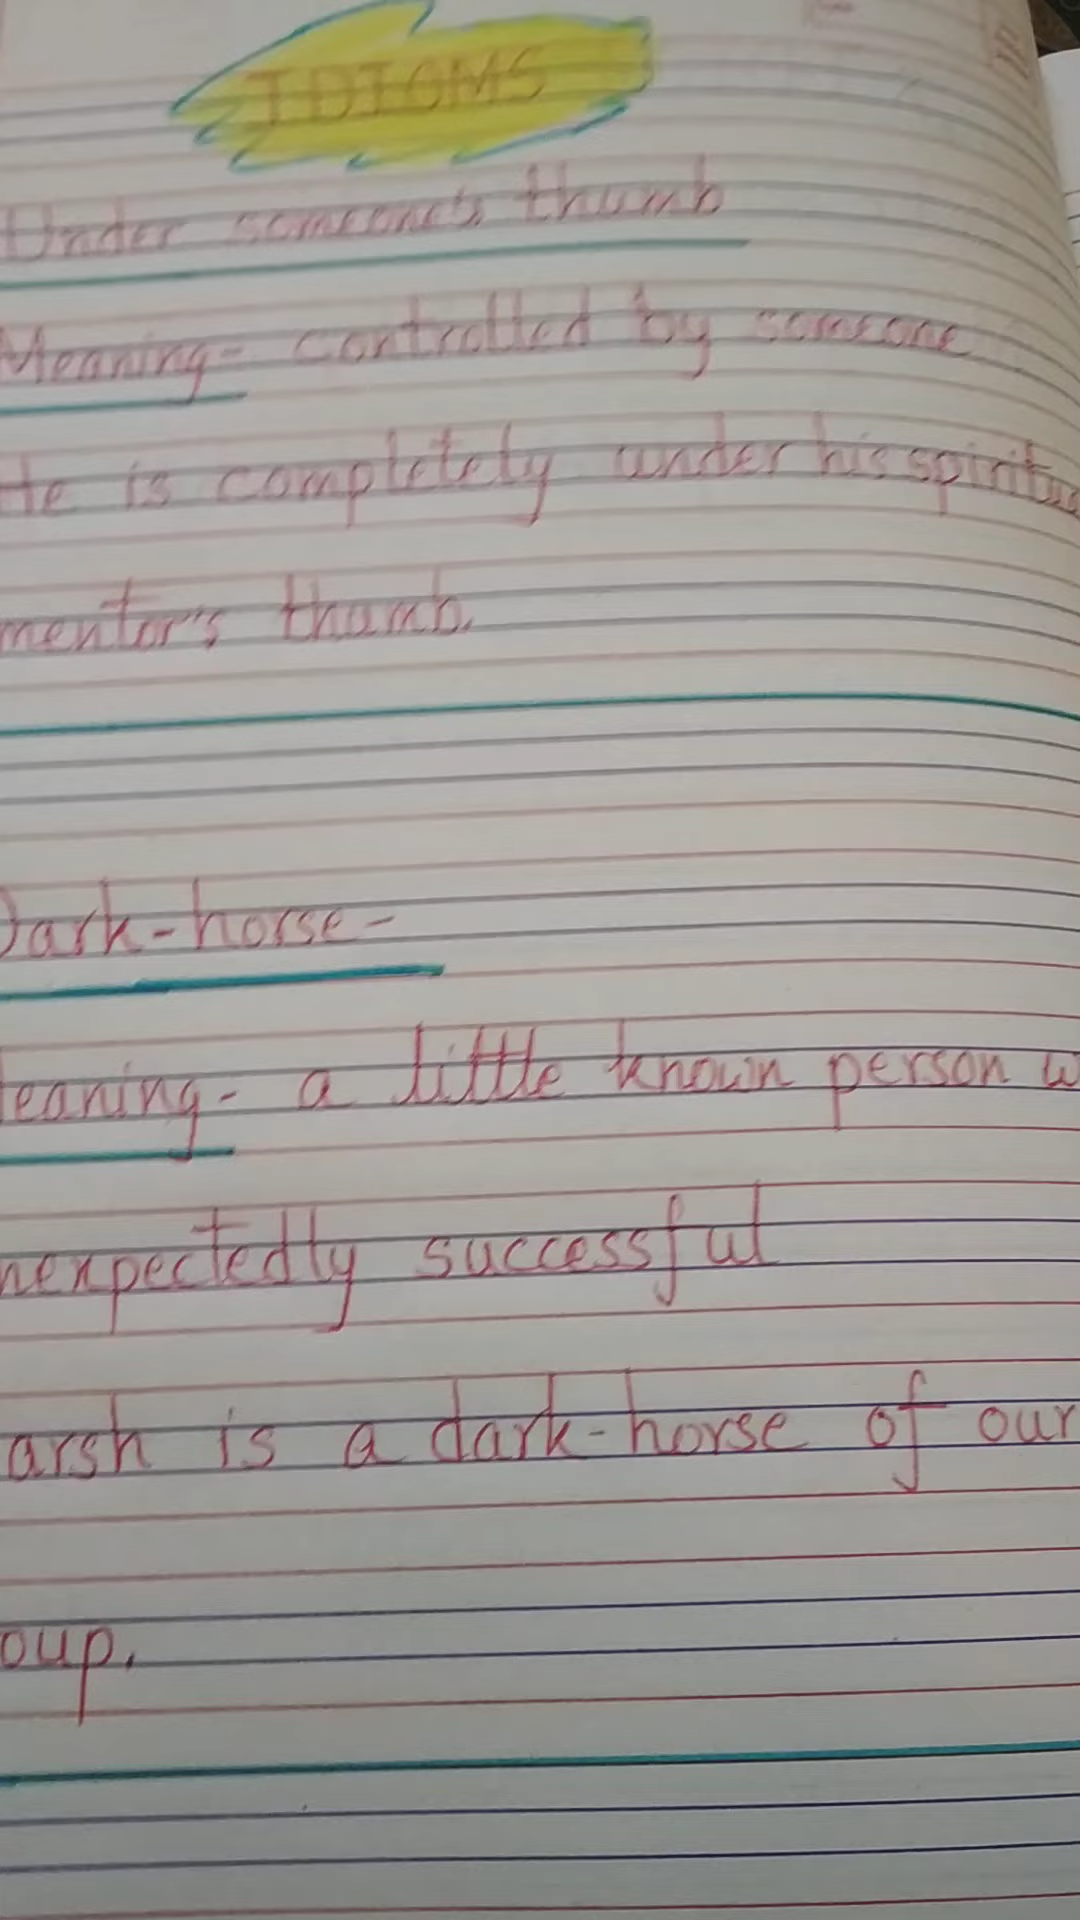 IDIOMS
Under someone's thumb
Meaning- controlled by someone
He is completely under his spiritu
mentor's thumb.
Dark-horse-
eaning- a little known person w
nexpectedly successful
arsh is a dark-horse of our
oup.